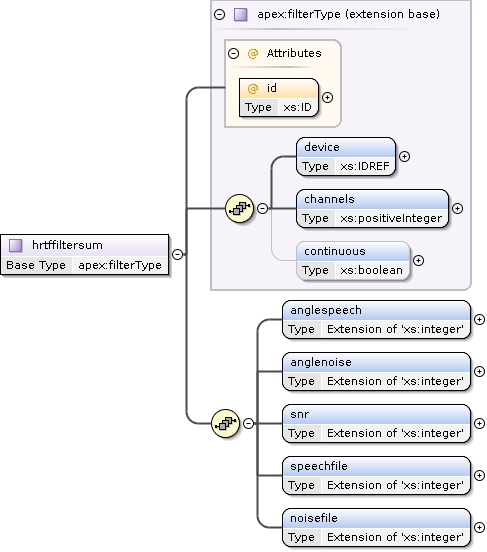 apex:filterType (extension base)
@ Attributes
@ id
Type xs:ID
device
Type xs:IDREF
channels
Type xs:positiveInteger
continuous
Type xs:boolean
hrtffiltersum
Base Type apex:filterType
anglespeech
Type Extension of 'xs:integer'
anglenoise
Type Extension of 'xs:integer'
snr
Type Extension of 'xs:integer'
speechfile
Type Extension of 'xs:integer'
noisefile
Type Extension of 'xs:integer'